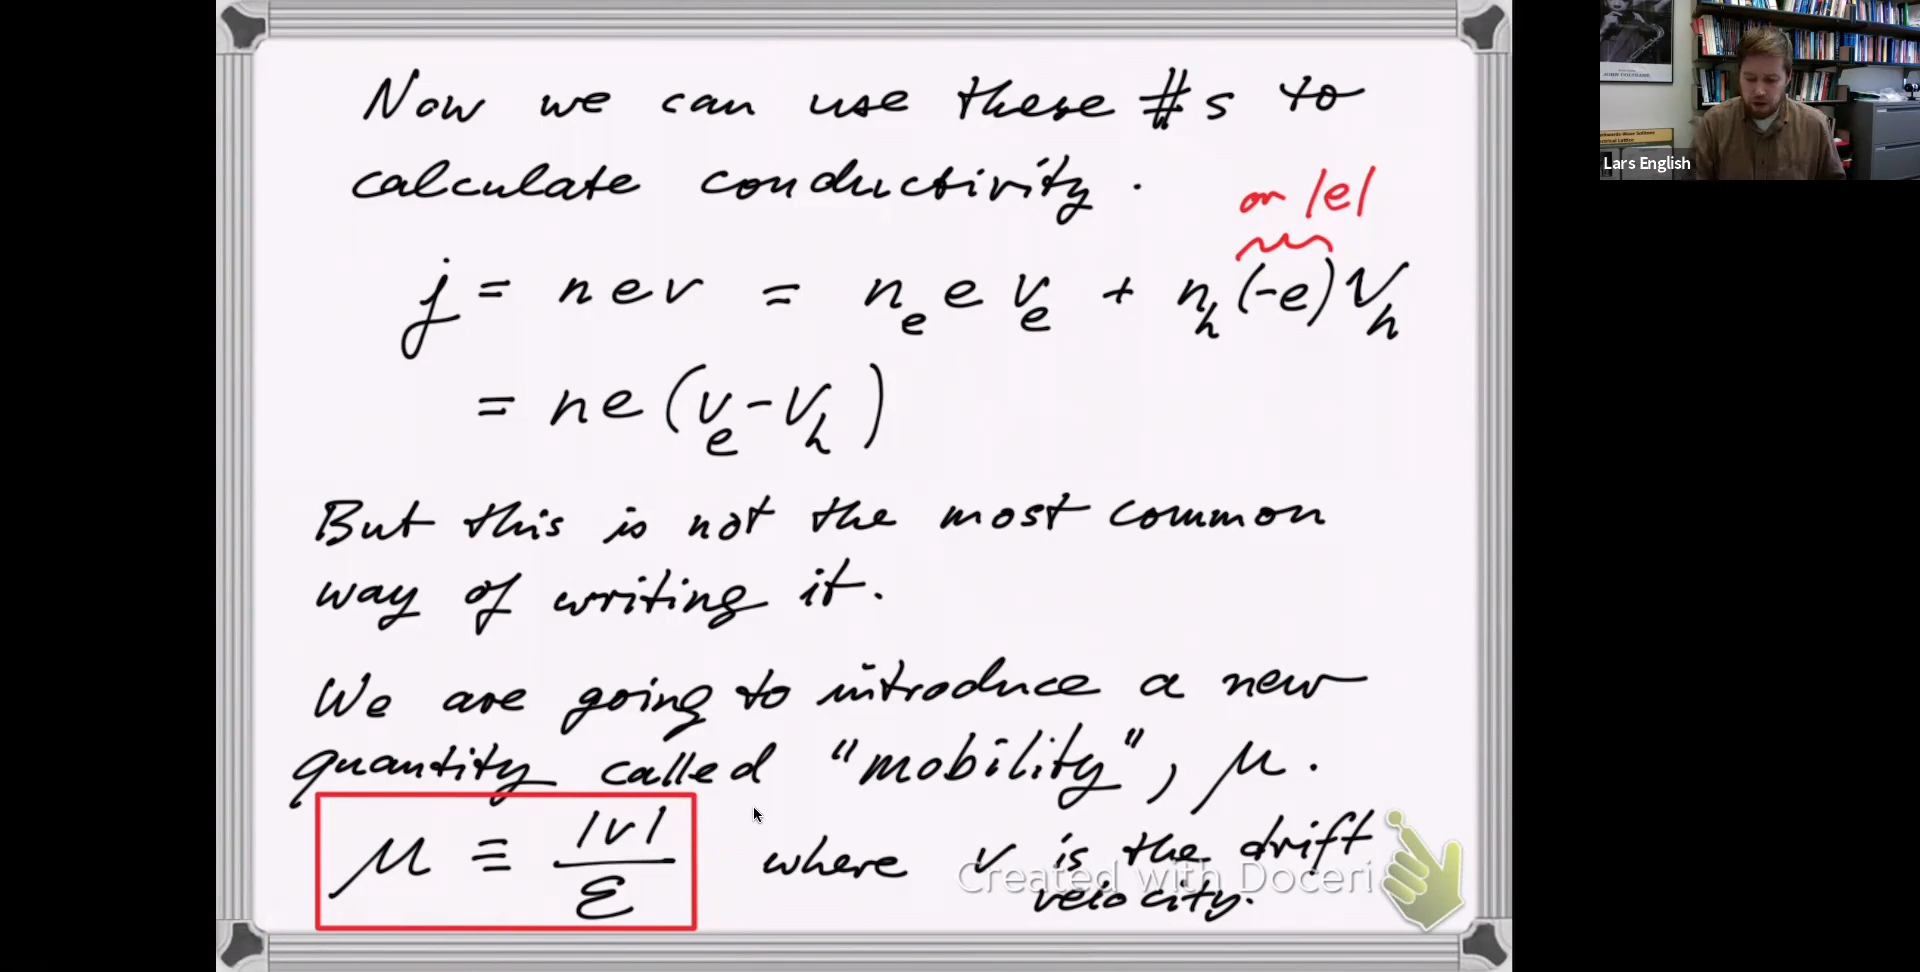 Now we can use these #s to
calculate conductivity.
or |e|
j = nev = n_e e v_e + n_h (-e) v_h
= ne (v_e - v_h)
But this is not the most common
way of writing it.
We are going to introduce a new
quantity called "mobility", μ.
μ ≡ |v| / ε where v is the drift
velocity.
Created with Doceri
JOHN COLTRANE
Lars English